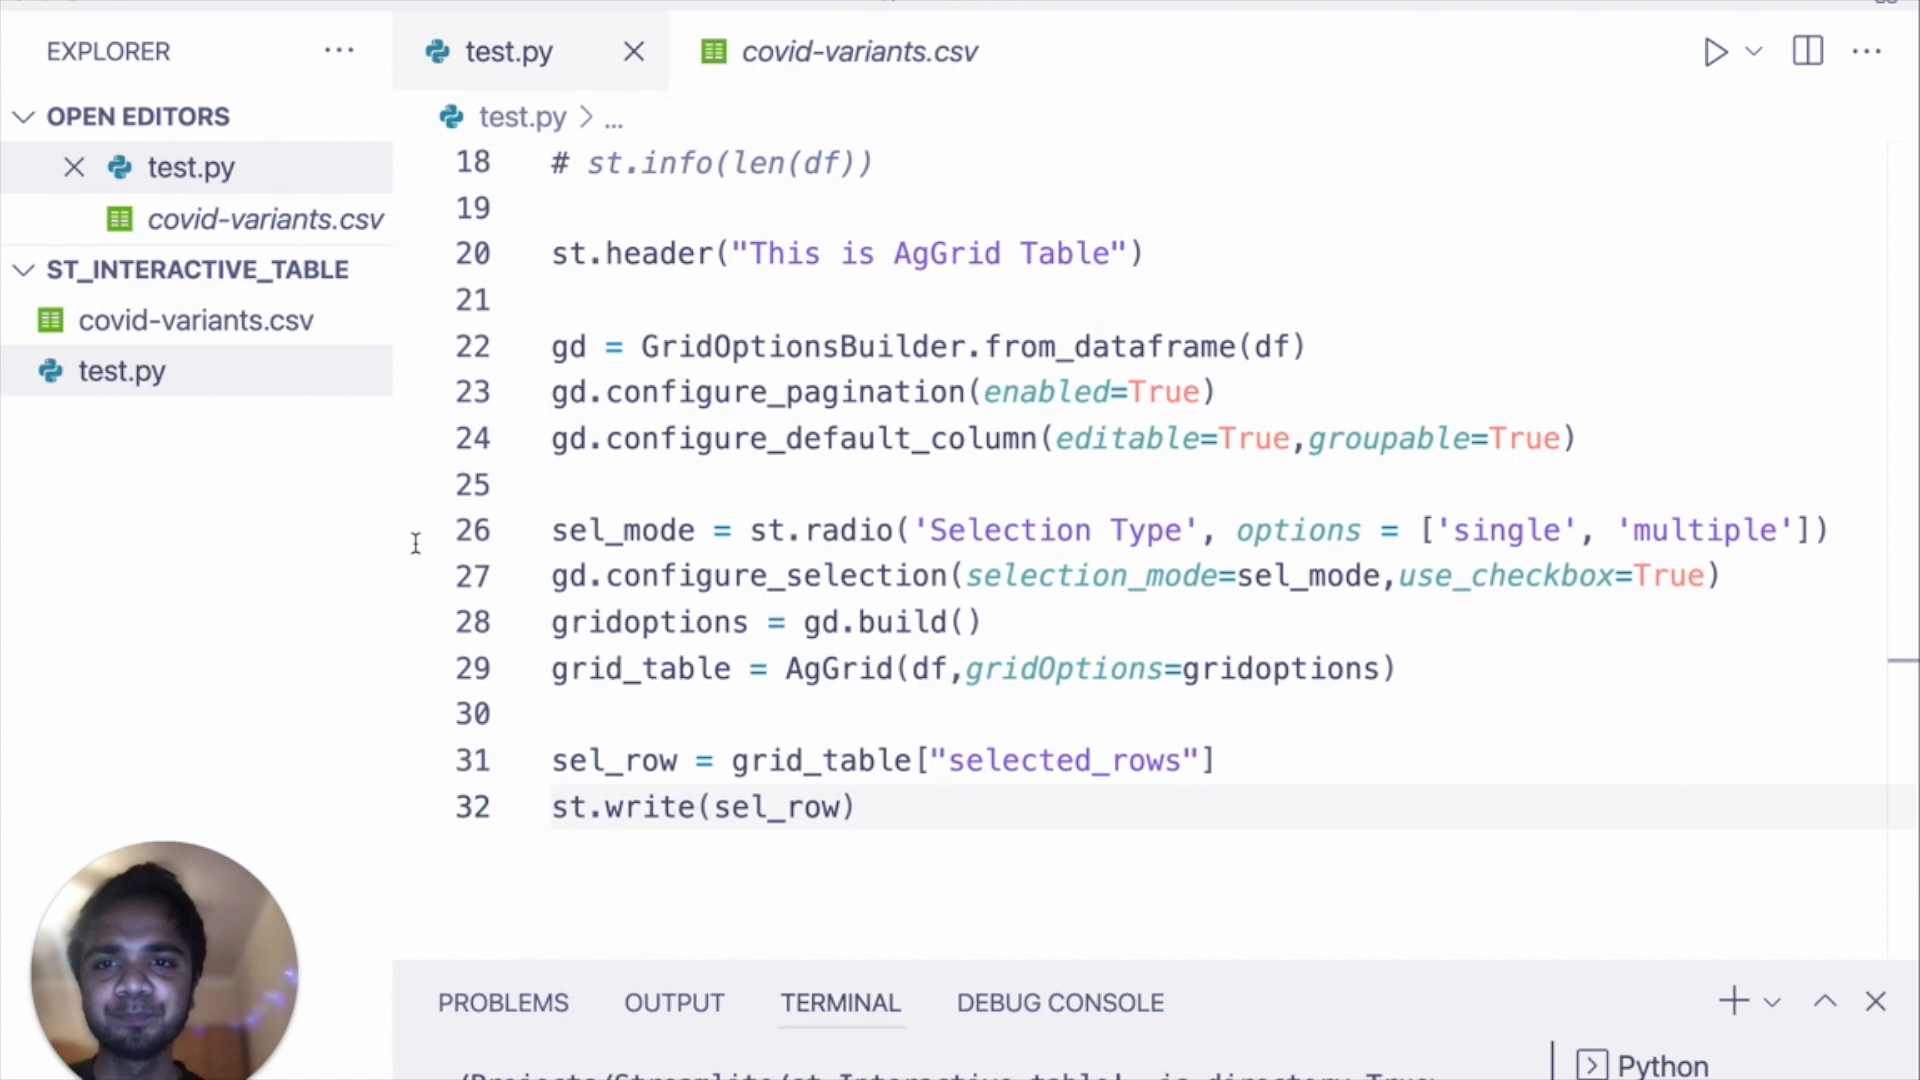 EXPLORER
OPEN EDITORS
test.py
covid-variants.csv
ST_INTERACTIVE_TABLE
covid-variants.csv
test.py
test.py
covid-variants.csv
test.py > ...
18 # st.info(len(df))
19
20 st.header("This is AgGrid Table")
21
22 gd = GridOptionsBuilder.from_dataframe(df)
23 gd.configure_pagination(enabled=True)
24 gd.configure_default_column(editable=True,groupable=True)
25
26 sel_mode = st.radio('Selection Type', options = ['single', 'multiple'])
27 gd.configure_selection(selection_mode=sel_mode,use_checkbox=True)
28 gridoptions = gd.build()
29 grid_table = AgGrid(df,gridOptions=gridoptions)
30
31 sel_row = grid_table["selected_rows"]
32 st.write(sel_row)
PROBLEMS OUTPUT TERMINAL DEBUG CONSOLE
Python